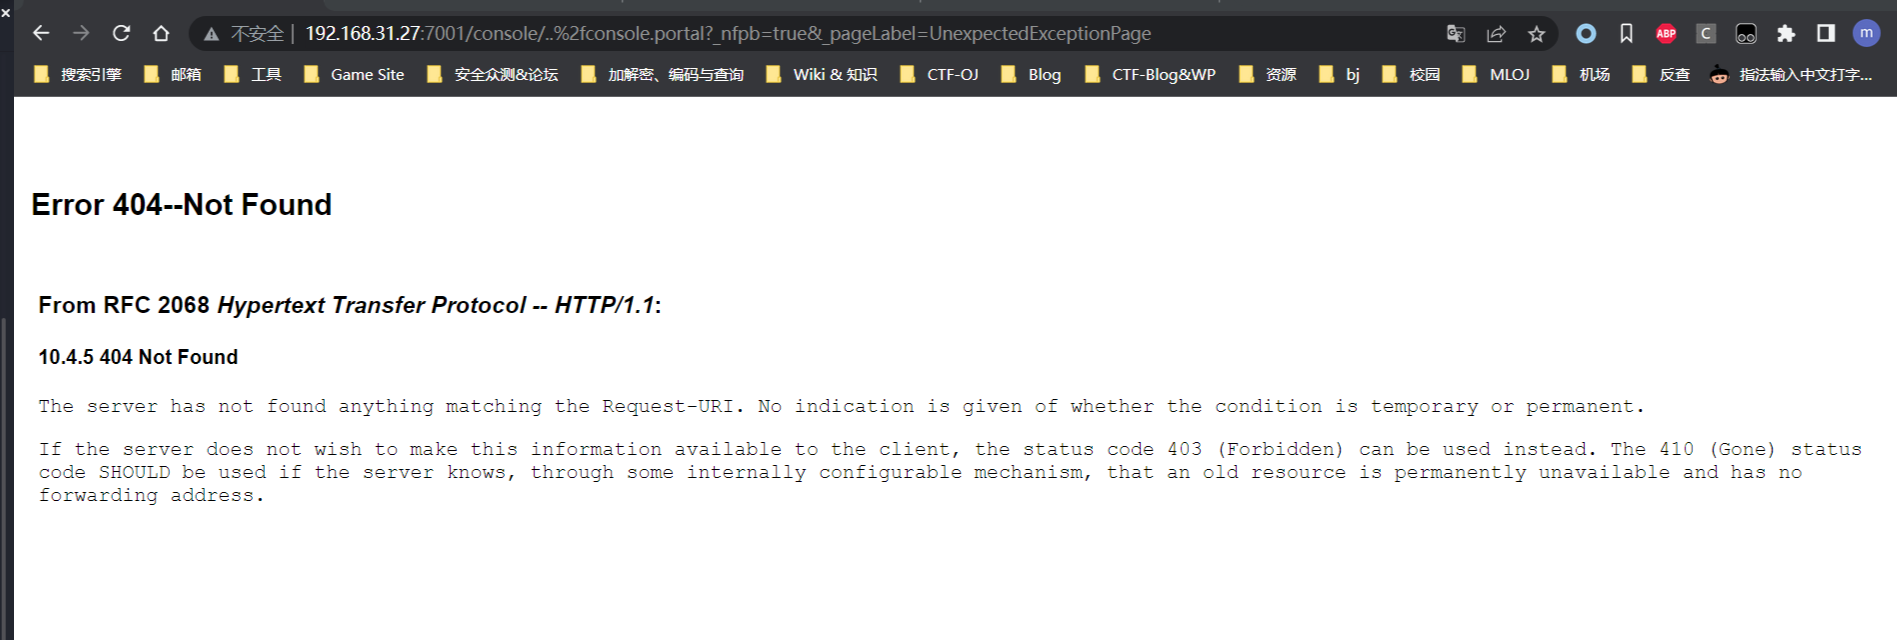 不安全 | 192.168.31.27:7001/console/..%2fconsole.portal?_nfpb=true&_pageLabel=UnexpectedExceptionPage
ABP C m
搜索引擎 邮箱 工具 Game Site 安全众测&论坛 加解密、编码与查询 Wiki & 知识 CTF-OJ Blog CTF-Blog&WP 资源 bj 校园 MLOJ 机场 反查 指法输入中文打字...
Error 404--Not Found
From RFC 2068 Hypertext Transfer Protocol -- HTTP/1.1:
10.4.5 404 Not Found
The server has not found anything matching the Request-URI. No indication is given of whether the condition is temporary or permanent.
If the server does not wish to make this information available to the client, the status code 403 (Forbidden) can be used instead. The 410 (Gone) status
code SHOULD be used if the server knows, through some internally configurable mechanism, that an old resource is permanently unavailable and has no
forwarding address.